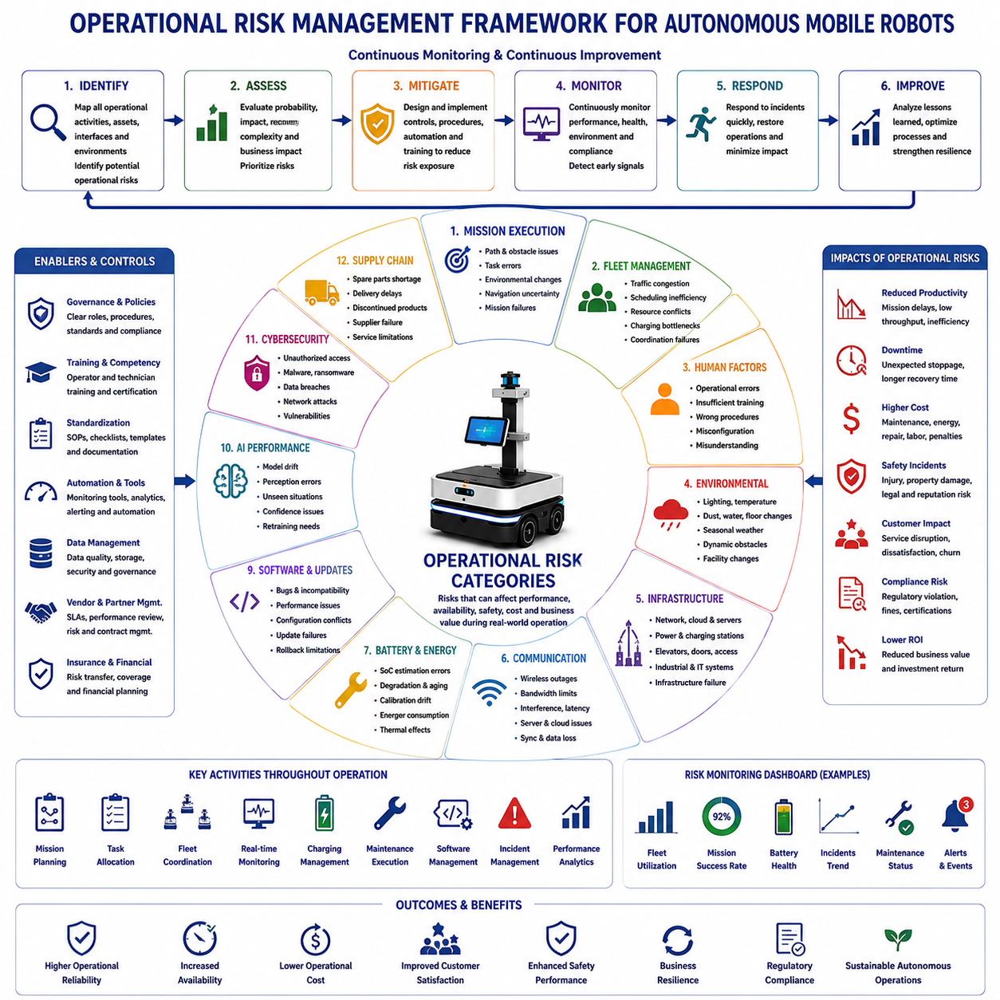 OPERATIONAL RISK MANAGEMENT FRAMEWORK FOR AUTONOMOUS MOBILE ROBOTS
Continuous Monitoring & Continuous Improvement
1. IDENTIFY
Map all operational
activities, assets,
interfaces and
environments
Identify potential
operational risks
2. ASSESS
Evaluate probability,
impact,
complexity and
business impact
Prioritize risks
3. MITIGATE
Design and implement
controls, procedures,
automation and
training to reduce
risk exposure
4. MONITOR
Continuously monitor
performance, health,
environment and
compliance
Detect early signals
5. RESPOND
Respond to incidents
quickly, restore
operations and
minimize impact
6. IMPROVE
Analyze lessons
learned, optimize
processes and
strengthen resilience
ENABLERS & CONTROLS
Governance & Policies
Clear roles, procedures,
standards and compliance
Training & Competency
Operator and technician
training and certification
Standardization
SOPs, checklists, templates
and documentation
Automation & Tools
Monitoring tools, analytics,
alerting and automation
Data Management
Data quality, storage,
security and governance
Vendor & Partner Mgmt.
SLAs, performance review,
risk and contract mgmt.
Insurance & Financial
Risk transfer, coverage
and financial planning
1. MISSION EXECUTION
• Path & obstacle issues
• Task errors
• Environmental changes
• Navigation uncertainty
• Mission failures
2. FLEET MANAGEMENT
• Traffic congestion
• Scheduling inefficiency
• Resource conflicts
• Charging bottlenecks
• Coordination failures
3. HUMAN FACTORS
• Operational errors
• Insufficient training
• Wrong procedures
• Misconfiguration
• Misunderstanding
4. ENVIRONMENTAL
• Lighting, temperature
• Dust, water, floor changes
• Seasonal weather
• Dynamic obstacles
• Facility changes
5. INFRASTRUCTURE
• Network, cloud & servers
• Power & charging stations
• Elevators, doors, access
• Industrial & IT systems
• Infrastructure failure
6. COMMUNICATION
• Wireless outages
• Bandwidth limits
• Interference, latency
• Server & cloud issues
• Sync & data loss
7. BATTERY & ENERGY
• SoC estimation errors
• Degradation & aging
• Calibration drift
• Energer consumption
• Thermal effects
9. SOFTWARE & UPDATES
• Bugs & incompatibility
• Performance issues
• Configuration conflicts
• Update failures
• Rollback limitations
10. AI PERFORMANCE
• Model drift
• Perception errors
• Unseen situations
• Confidence issues
• Retraining needs
11. CYBERSECURITY
• Unauthorized access
• Malware, ransomware
• Data breaches
• Network attacks
• Vulnerabilities
12. SUPPLY CHAIN
• Spare parts shortage
• Delivery delays
• Discontinued products
• Supplier failure
• Service limitations
OPERATIONAL RISK
CATEGORIES
Risks that can affect performance,
availability, safety, cost and business
value during real-world operation
IMPACTS OF OPERATIONAL RISKS
Reduced Productivity
Mission delays, low
throughput, inefficiency
Downtime
Unexpected stoppage,
longer recovery time
Higher Cost
Maintenance, energy,
repair, labor, penalties
Safety Incidents
Injury, property damage,
legal and reputation risk
Customer Impact
Service disruption,
dissatisfaction, churn
Compliance Risk
Regulatory violation,
fines, certifications
Lower ROI
Reduced business value
and investment return
KEY ACTIVITIES THROUGHOUT OPERATION
Mission
Planning
Task
Allocation
Fleet
Coordination
Real-time
Monitoring
Charging
Management
Maintenance
Execution
Software
Management
Incident
Management
Performance
Analytics
RISK MONITORING DASHBOARD (EXAMPLES)
Fleet
Utilization
92%
Mission
Success Rate
Battery
Health
Incidents
Trend
Maintenance
Status
3
Alerts
& Events
OUTCOMES & BENEFITS
Higher Operational
Reliability
Increased
Availability
$
Lower Operational
Cost
Improved Customer
Satisfaction
Enhanced Safety
Performance
Business
Resilience
Regulatory
Compliance
Sustainable Autonomous
Operations